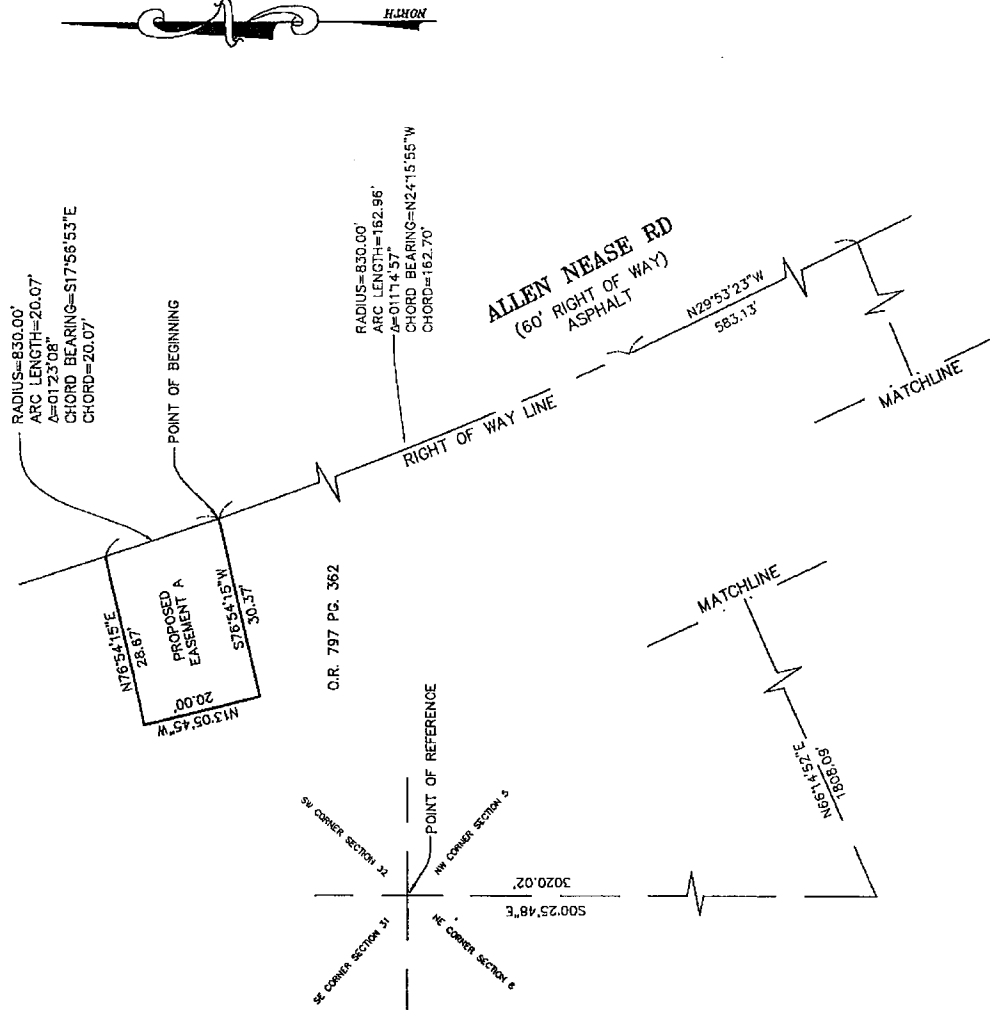 NORTH
RADIUS=830.00'
ARC LENGTH=20.07'
Δ=01°23'08"
CHORD BEARING=S17°56'53"E
CHORD=20.07'
POINT OF BEGINNING
RADIUS=830.00'
ARC LENGTH=162.96'
Δ=011°14'57"
CHORD BEARING=N24°15'55"W
CHORD=162.70'
ALLEN NEASE RD
(60' RIGHT OF WAY)
ASPHALT
N29°53'23"W
583.13'
RIGHT OF WAY LINE
MATCHLINE
N76°54'15"E
28.67'
PROPOSED
EASEMENT A
S76°54'15"W
30.37'
N13°05'45"W
20.00'
O.R. 797 PG. 362
MATCHLINE
N66°14'52"E
1808.09'
SW CORNER SECTION 32
POINT OF REFERENCE
NW CORNER SECTION 5
SE CORNER SECTION 31
NE CORNER SECTION 6
S00°25'48"E
3020.02'